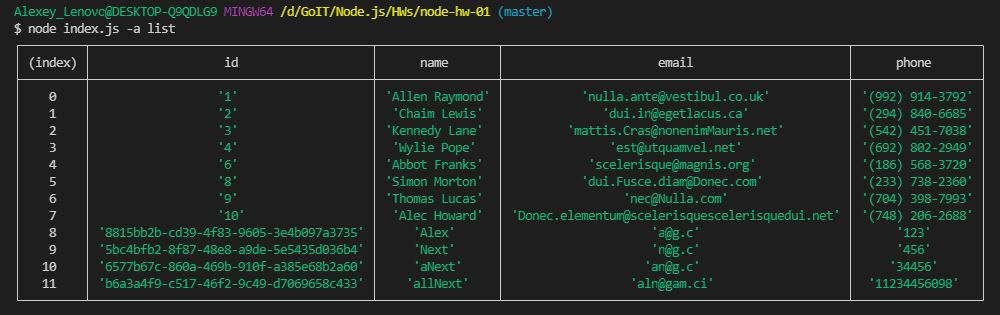 Alexey_Lenovo@DESKTOP-Q9QDLG9 MINGW64 /d/GoIT/Node.js/HWs/node-hw-01 (master)
$ node index.js -a list
(index) id name email phone
0 '1' 'Allen Raymond' 'nulla.ante@vestibul.co.uk' '(992) 914-3792'
1 '2' 'Chaim Lewis' 'dui.in@egetlacus.ca' '(294) 840-6685'
2 '3' 'Kennedy Lane' 'mattis.Cras@nonenimMauris.net' '(542) 451-7038'
3 '4' 'Wylie Pope' 'est@utquamvel.net' '(692) 802-2949'
4 '6' 'Abbot Franks' 'scelerisque@magnis.org' '(186) 568-3720'
5 '8' 'Simon Morton' 'dui.Fusce.diam@Donec.com' '(233) 738-2360'
6 '9' 'Thomas Lucas' 'nec@Nulla.com' '(704) 398-7993'
7 '10' 'Alec Howard' 'Donec.elementum@scelerisquescelerisquedui.net' '(748) 206-2688'
8 '8815bb2b-cd39-4f83-9605-3e4b097a3735' 'Alex' 'a@g.c' '123'
9 '5bc4bfb2-8f87-48e8-a9de-5e5435d036b4' 'Next' 'n@g.c' '456'
10 '6577b67c-860a-469b-910f-a385e68b2a60' 'aNext' 'an@g.c' '34456'
11 'b6a3a4f9-c517-46f2-9c49-d7069658c433' 'allNext' 'aln@gam.ci' '11234456098'